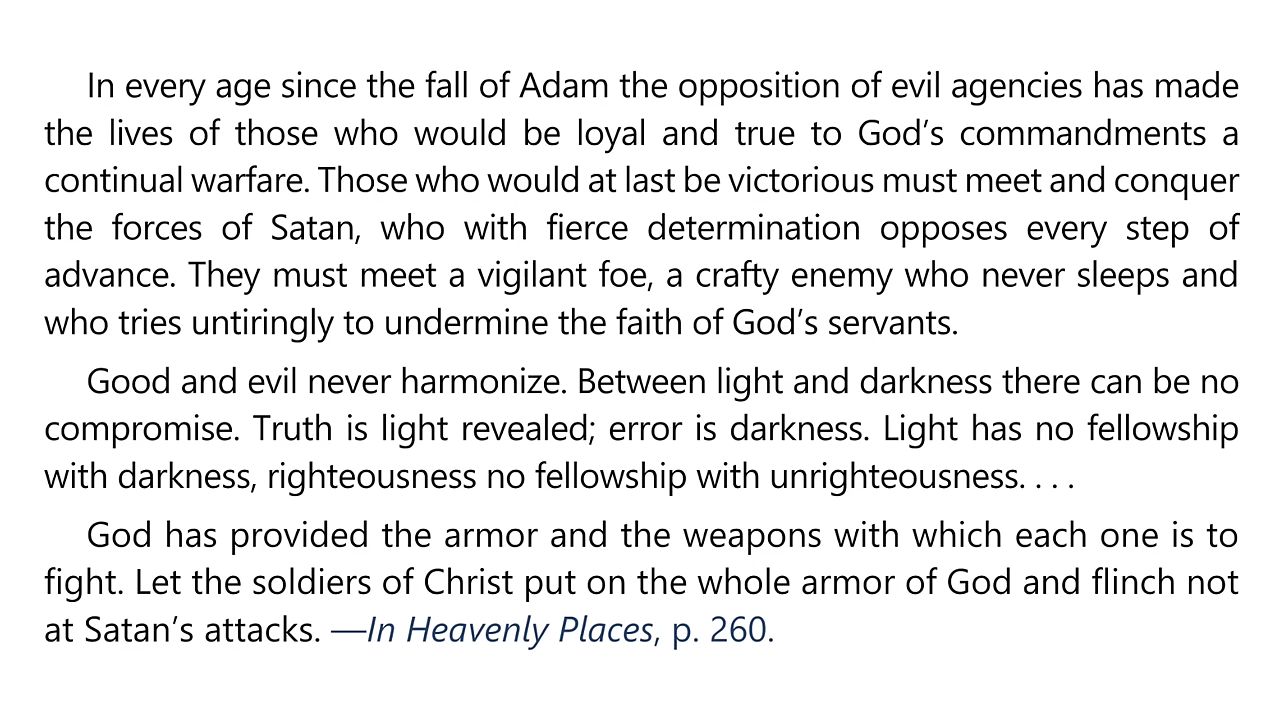 In every age since the fall of Adam the opposition of evil agencies has made
the lives of those who would be loyal and true to God’s commandments a
continual warfare. Those who would at last be victorious must meet and conquer
the forces of Satan, who with fierce determination opposes every step of
advance. They must meet a vigilant foe, a crafty enemy who never sleeps and
who tries untiringly to undermine the faith of God’s servants.
Good and evil never harmonize. Between light and darkness there can be no
compromise. Truth is light revealed; error is darkness. Light has no fellowship
with darkness, righteousness no fellowship with unrighteousness. . . .
God has provided the armor and the weapons with which each one is to
fight. Let the soldiers of Christ put on the whole armor of God and flinch not
at Satan’s attacks. —In Heavenly Places, p. 260.